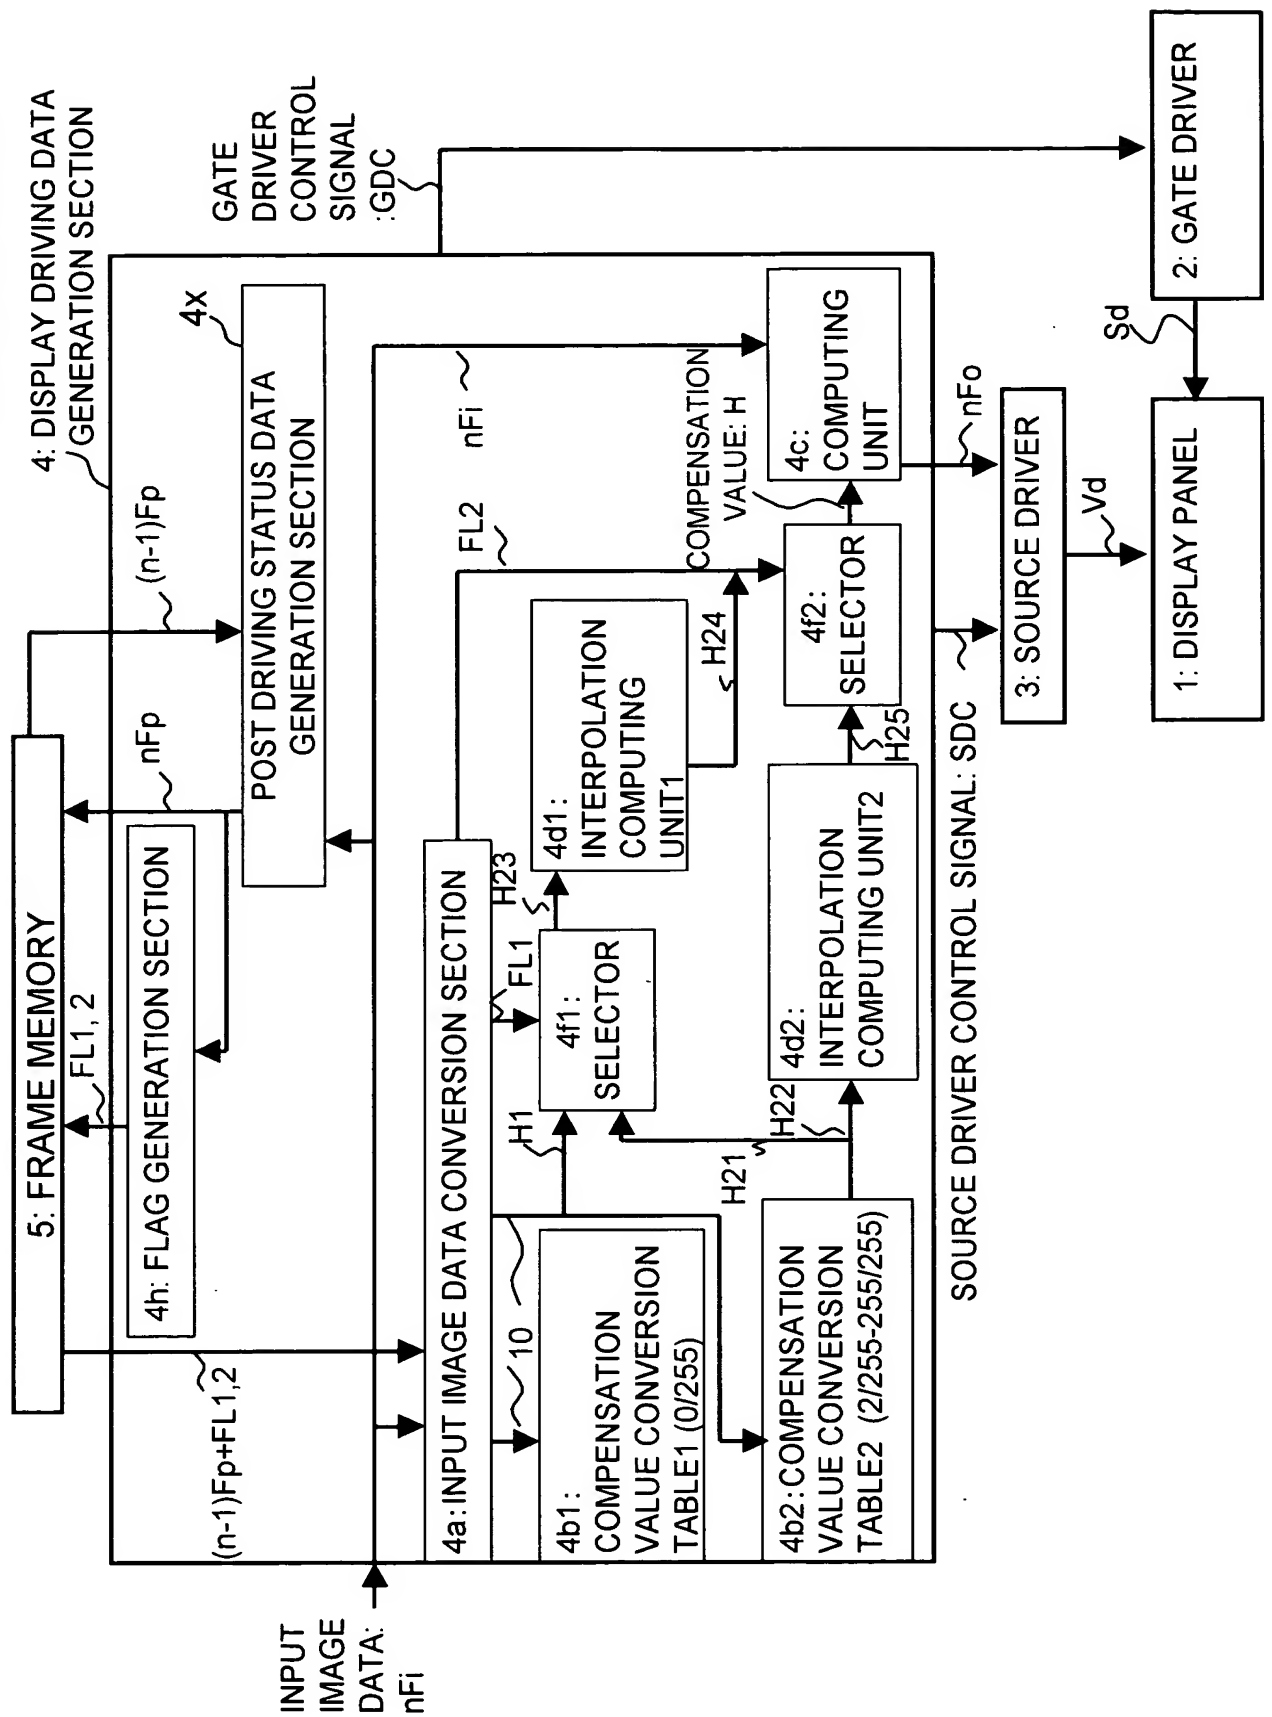 5: FRAME MEMORY
4: DISPLAY DRIVING DATA
GENERATION SECTION
(n-1)Fp+FL1,2
FL1, 2
nFp
(n-1)Fp
4h: FLAG GENERATION SECTION
4x
POST DRIVING STATUS DATA
GENERATION SECTION
GATE
DRIVER
CONTROL
SIGNAL
:GDC
INPUT
IMAGE
DATA:
nFi
4a:INPUT IMAGE DATA CONVERSION SECTION
FL2
nFi
10
H1
FL1
H23
4b1:
COMPENSATION
VALUE CONVERSION
TABLE1 (0/255)
4f1:
SELECTOR
4d1:
INTERPOLATION
COMPUTING
UNIT1
H24
COMPENSATION
VALUE: H
H21
H22
4b2:COMPENSATION
VALUE CONVERSION
TABLE2 (2/255-255/255)
4d2:
INTERPOLATION
COMPUTING UNIT2
H25
4f2:
SELECTOR
4c:
COMPUTING
UNIT
SOURCE DRIVER CONTROL SIGNAL: SDC
nFo
3: SOURCE DRIVER
Vd
Sd
1: DISPLAY PANEL
2: GATE DRIVER